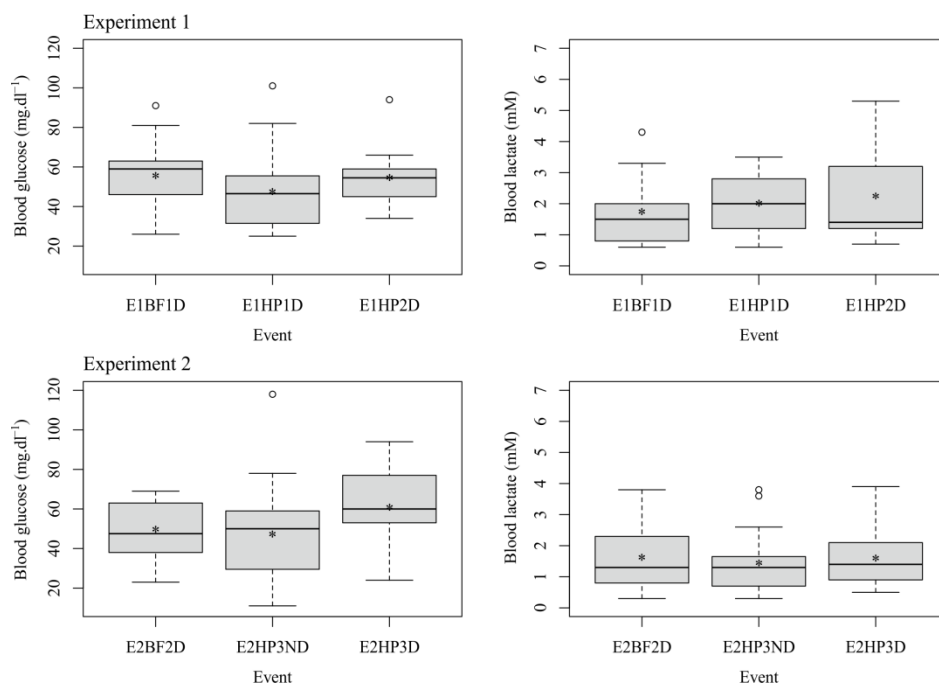 Experiment 1
Blood glucose (mg.dl⁻¹)
120
100
80
60
40
20
E1BF1D E1HP1D E1HP2D
Event
Blood lactate (mM)
7
6
5
4
3
2
1
0
E1BF1D E1HP1D E1HP2D
Event
Experiment 2
Blood glucose (mg.dl⁻¹)
120
100
80
60
40
20
E2BF2D E2HP3ND E2HP3D
Event
Blood lactate (mM)
7
6
5
4
3
2
1
0
E2BF2D E2HP3ND E2HP3D
Event